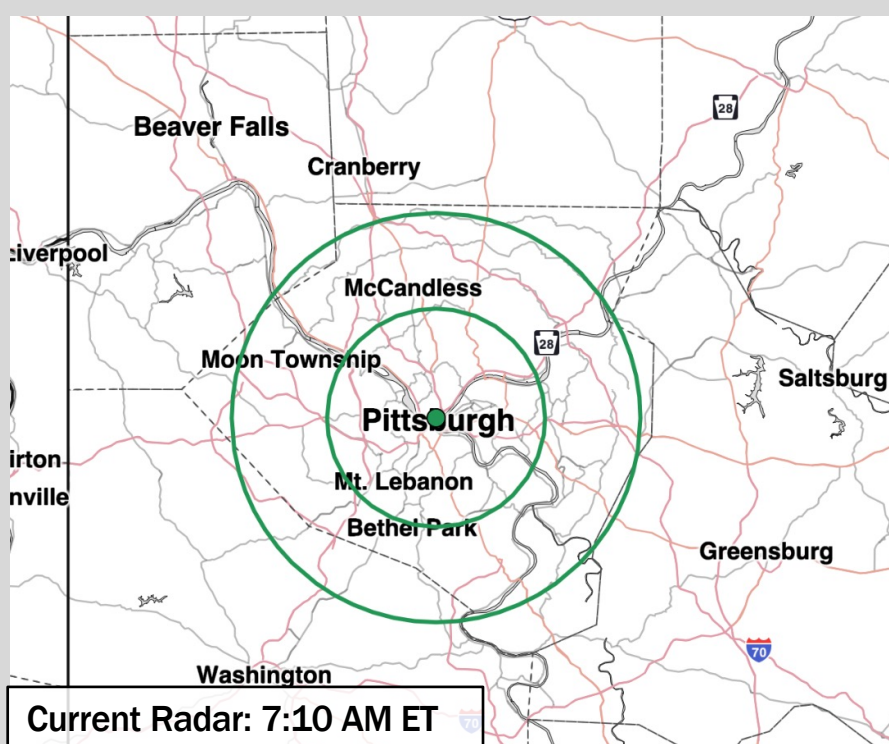 28
Beaver Falls
Cranberry
iverpool
McCandless
28
Moon Township
Saltsburg
Pittsburgh
irton
Mt. Lebanon
nville
Bethel Park
Greensburg
70
Washington
Current Radar: 7:10 AM ET
70